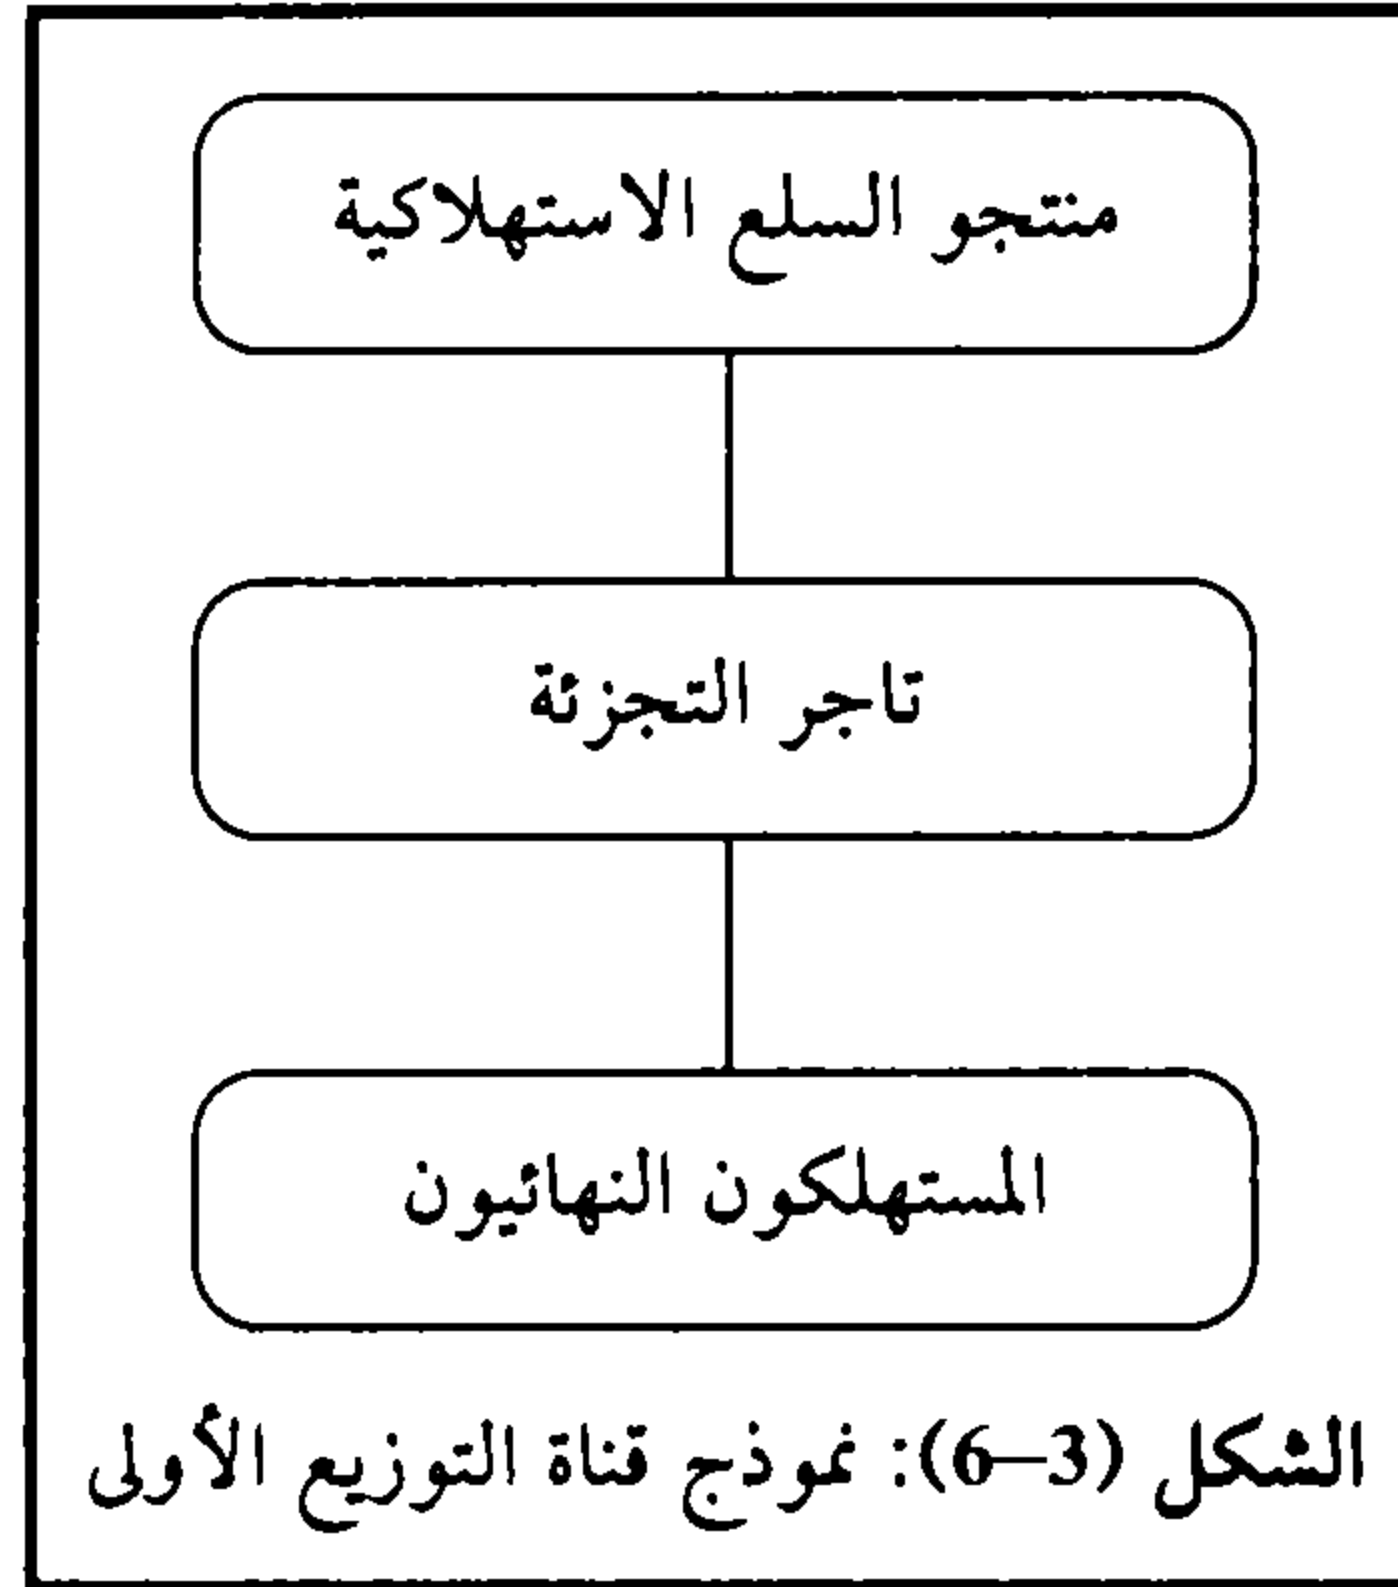 منتجو السلع الاستهلاكية
تاجر التجزئة
المستهلكون النهائيون
الشكل (3–6): نموذج قناة التوزيع الأولى